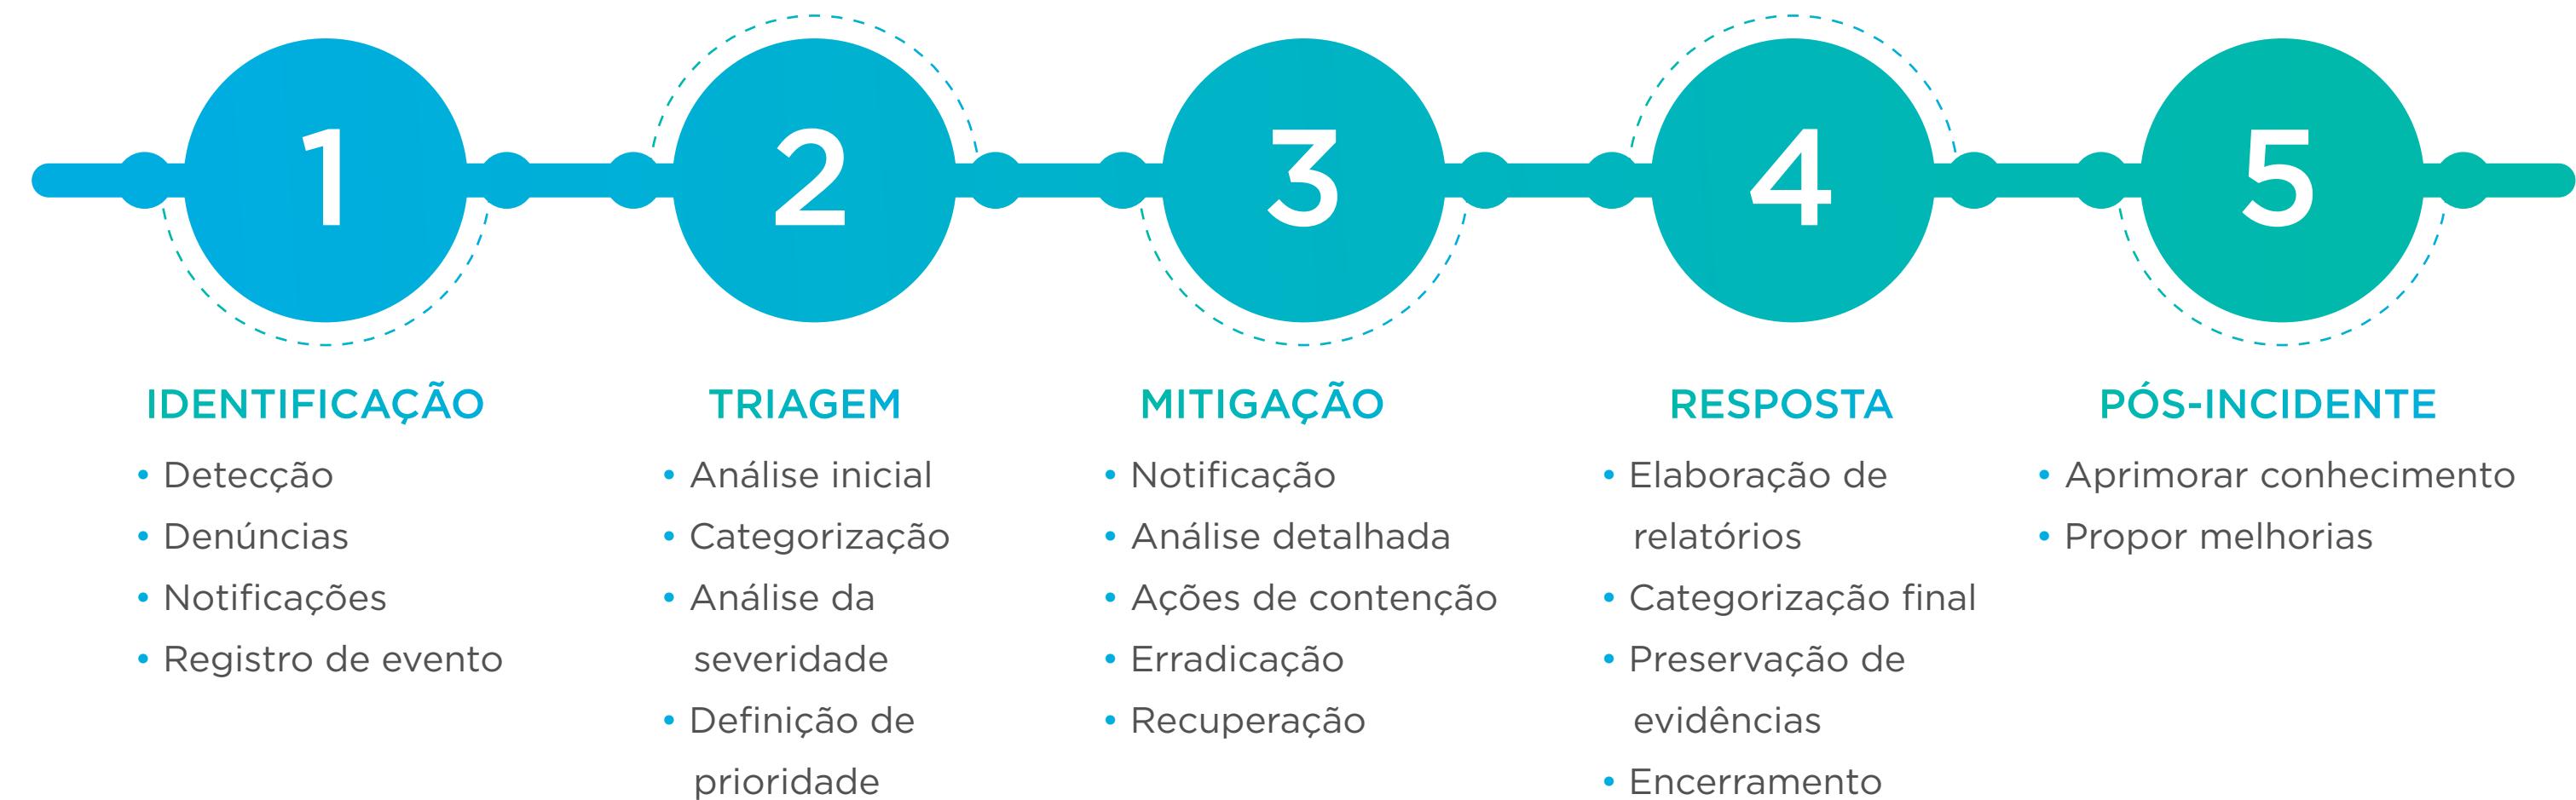 1
2
3
4
5
IDENTIFICAÇÃO
• Detecção
• Denúncias
• Notificações
• Registro de evento
TRIAGEM
• Análise inicial
• Categorização
• Análise da
severidade
• Definição de
prioridade
MITIGAÇÃO
• Notificação
• Análise detalhada
• Ações de contenção
• Erradicação
• Recuperação
RESPOSTA
• Elaboração de
relatórios
• Categorização final
• Preservação de
evidências
• Encerramento
PÓS-INCIDENTE
• Aprimorar conhecimento
• Propor melhorias